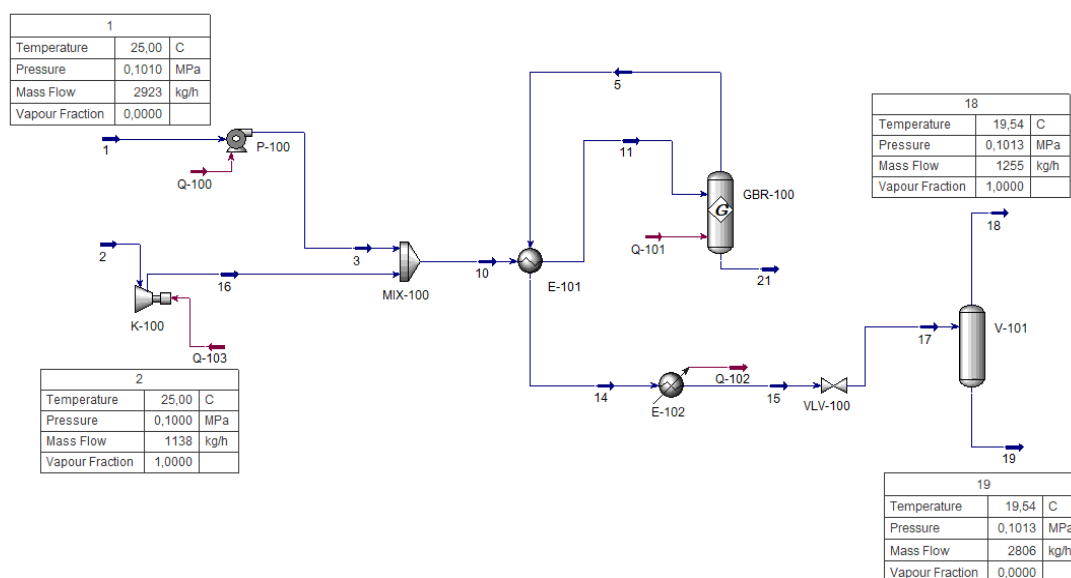 1
Temperature 25,00 C
Pressure 0,1010 MPa
Mass Flow 2923 kg/h
Vapour Fraction 0,0000
5
18
Temperature 19,54 C
Pressure 0,1013 MPa
Mass Flow 1255 kg/h
Vapour Fraction 1,0000
1
P-100
11
Q-100
GBR-100
G
18
2
3
10
Q-101
16
MIX-100
E-101
21
K-100
17
V-101
Q-103
14
Q-102
15
E-102
VLV-100
2
Temperature 25,00 C
Pressure 0,1000 MPa
Mass Flow 1138 kg/h
Vapour Fraction 1,0000
19
19
Temperature 19,54 C
Pressure 0,1013 MPa
Mass Flow 2806 kg/h
Vapour Fraction 0,0000